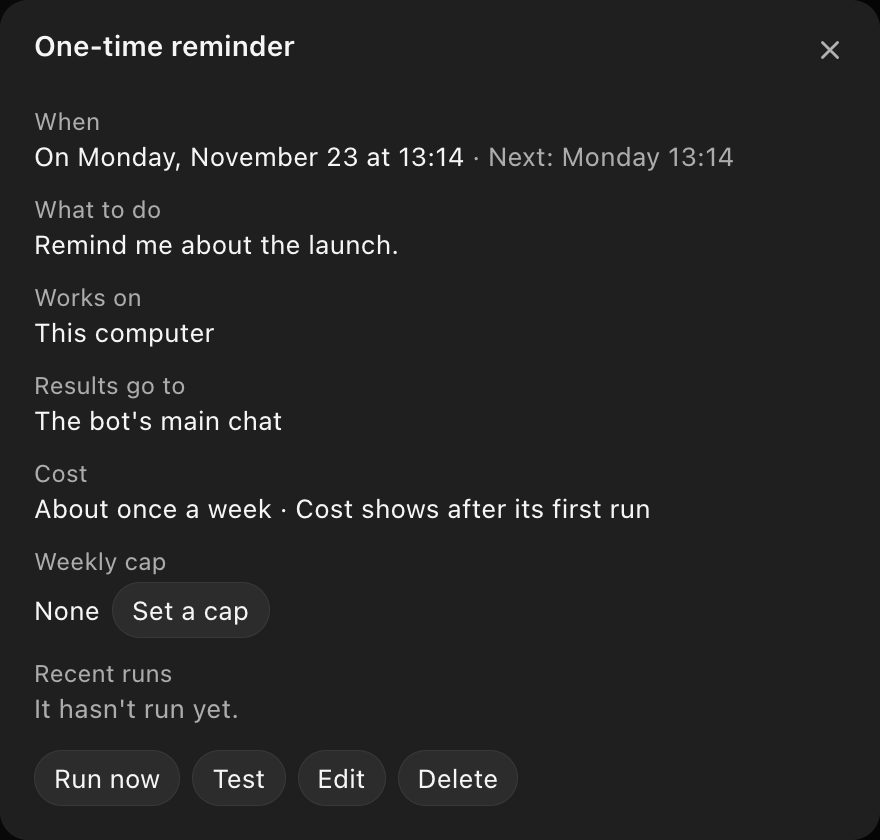 One-time reminder
When
On Monday, November 23 at 13:14 · Next: Monday 13:14
What to do
Remind me about the launch.
Works on
This computer
Results go to
The bot's main chat
Cost
About once a week · Cost shows after its first run
Weekly cap
None Set a cap
Recent runs
It hasn't run yet.
Run now Test Edit Delete